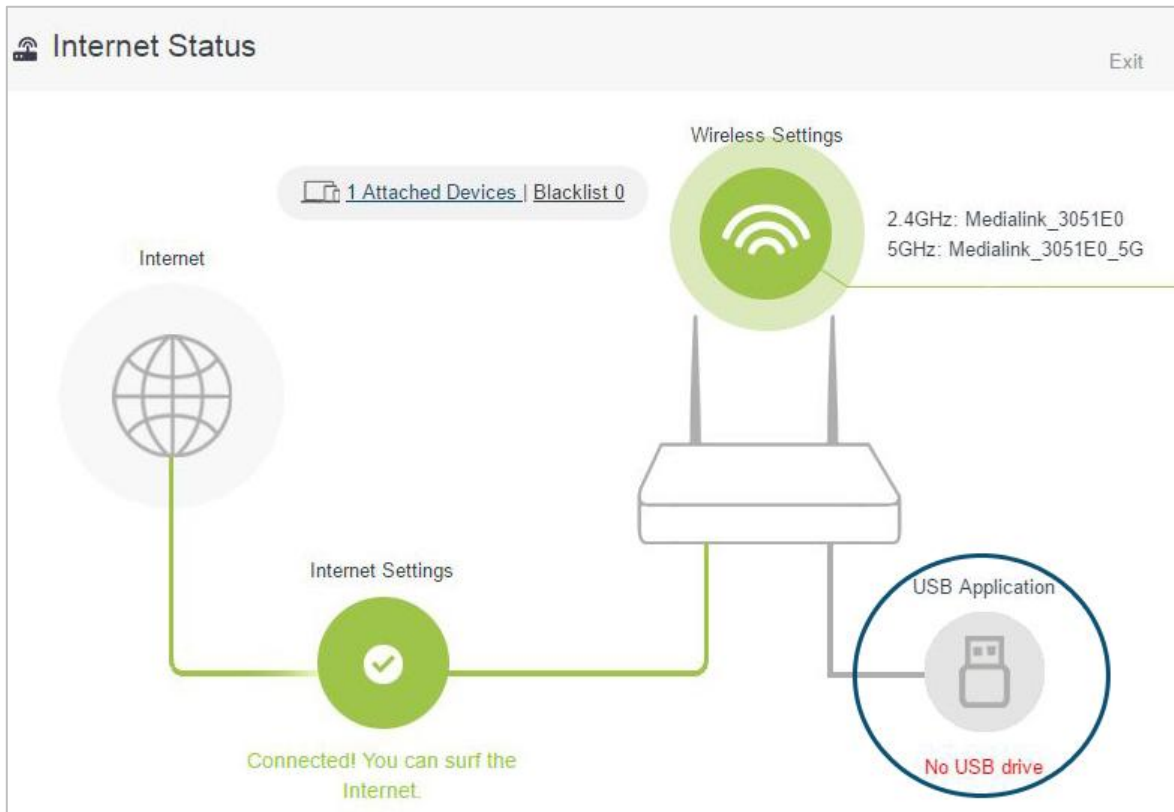 Internet Status
Exit
Wireless Settings
1 Attached Devices | Blacklist 0
2.4GHz: Medialink_3051E0
5GHz: Medialink_3051E0_5G
Internet
Internet Settings
USB Application
Connected! You can surf the
Internet.
No USB drive